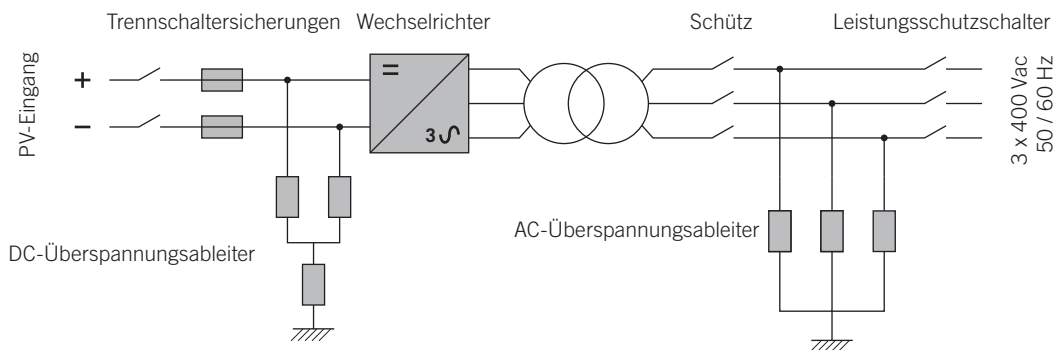 Trennschaltersicherungen
Wechselrichter
Schütz
Leistungsschutzschalter
PV-Eingang
+
–
=
3
3 x 400 Vac
50 / 60 Hz
DC-Überspannungsableiter
AC-Überspannungsableiter